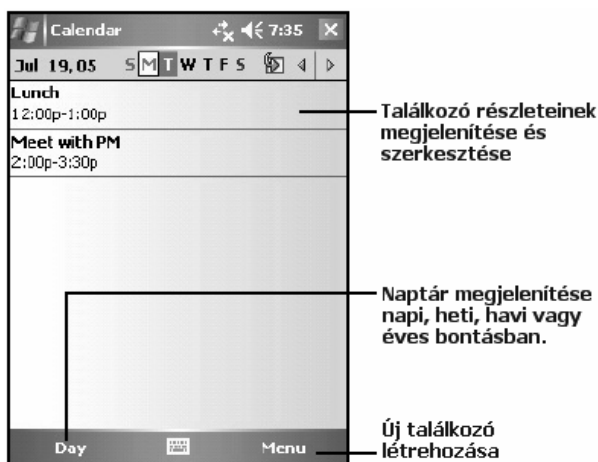 Calendar 7:35
Jul 19, 05 S M T W T F S
Lunch
12:00p-1:00p
Meet with PM
2:00p-3:30p
Találkozó részleteinek
megjelenítése és
szerkesztése
Naptár megjelenítése
napi, heti, havi vagy
éves bontásban.
Új találkozó
létrehozása
Day Menu